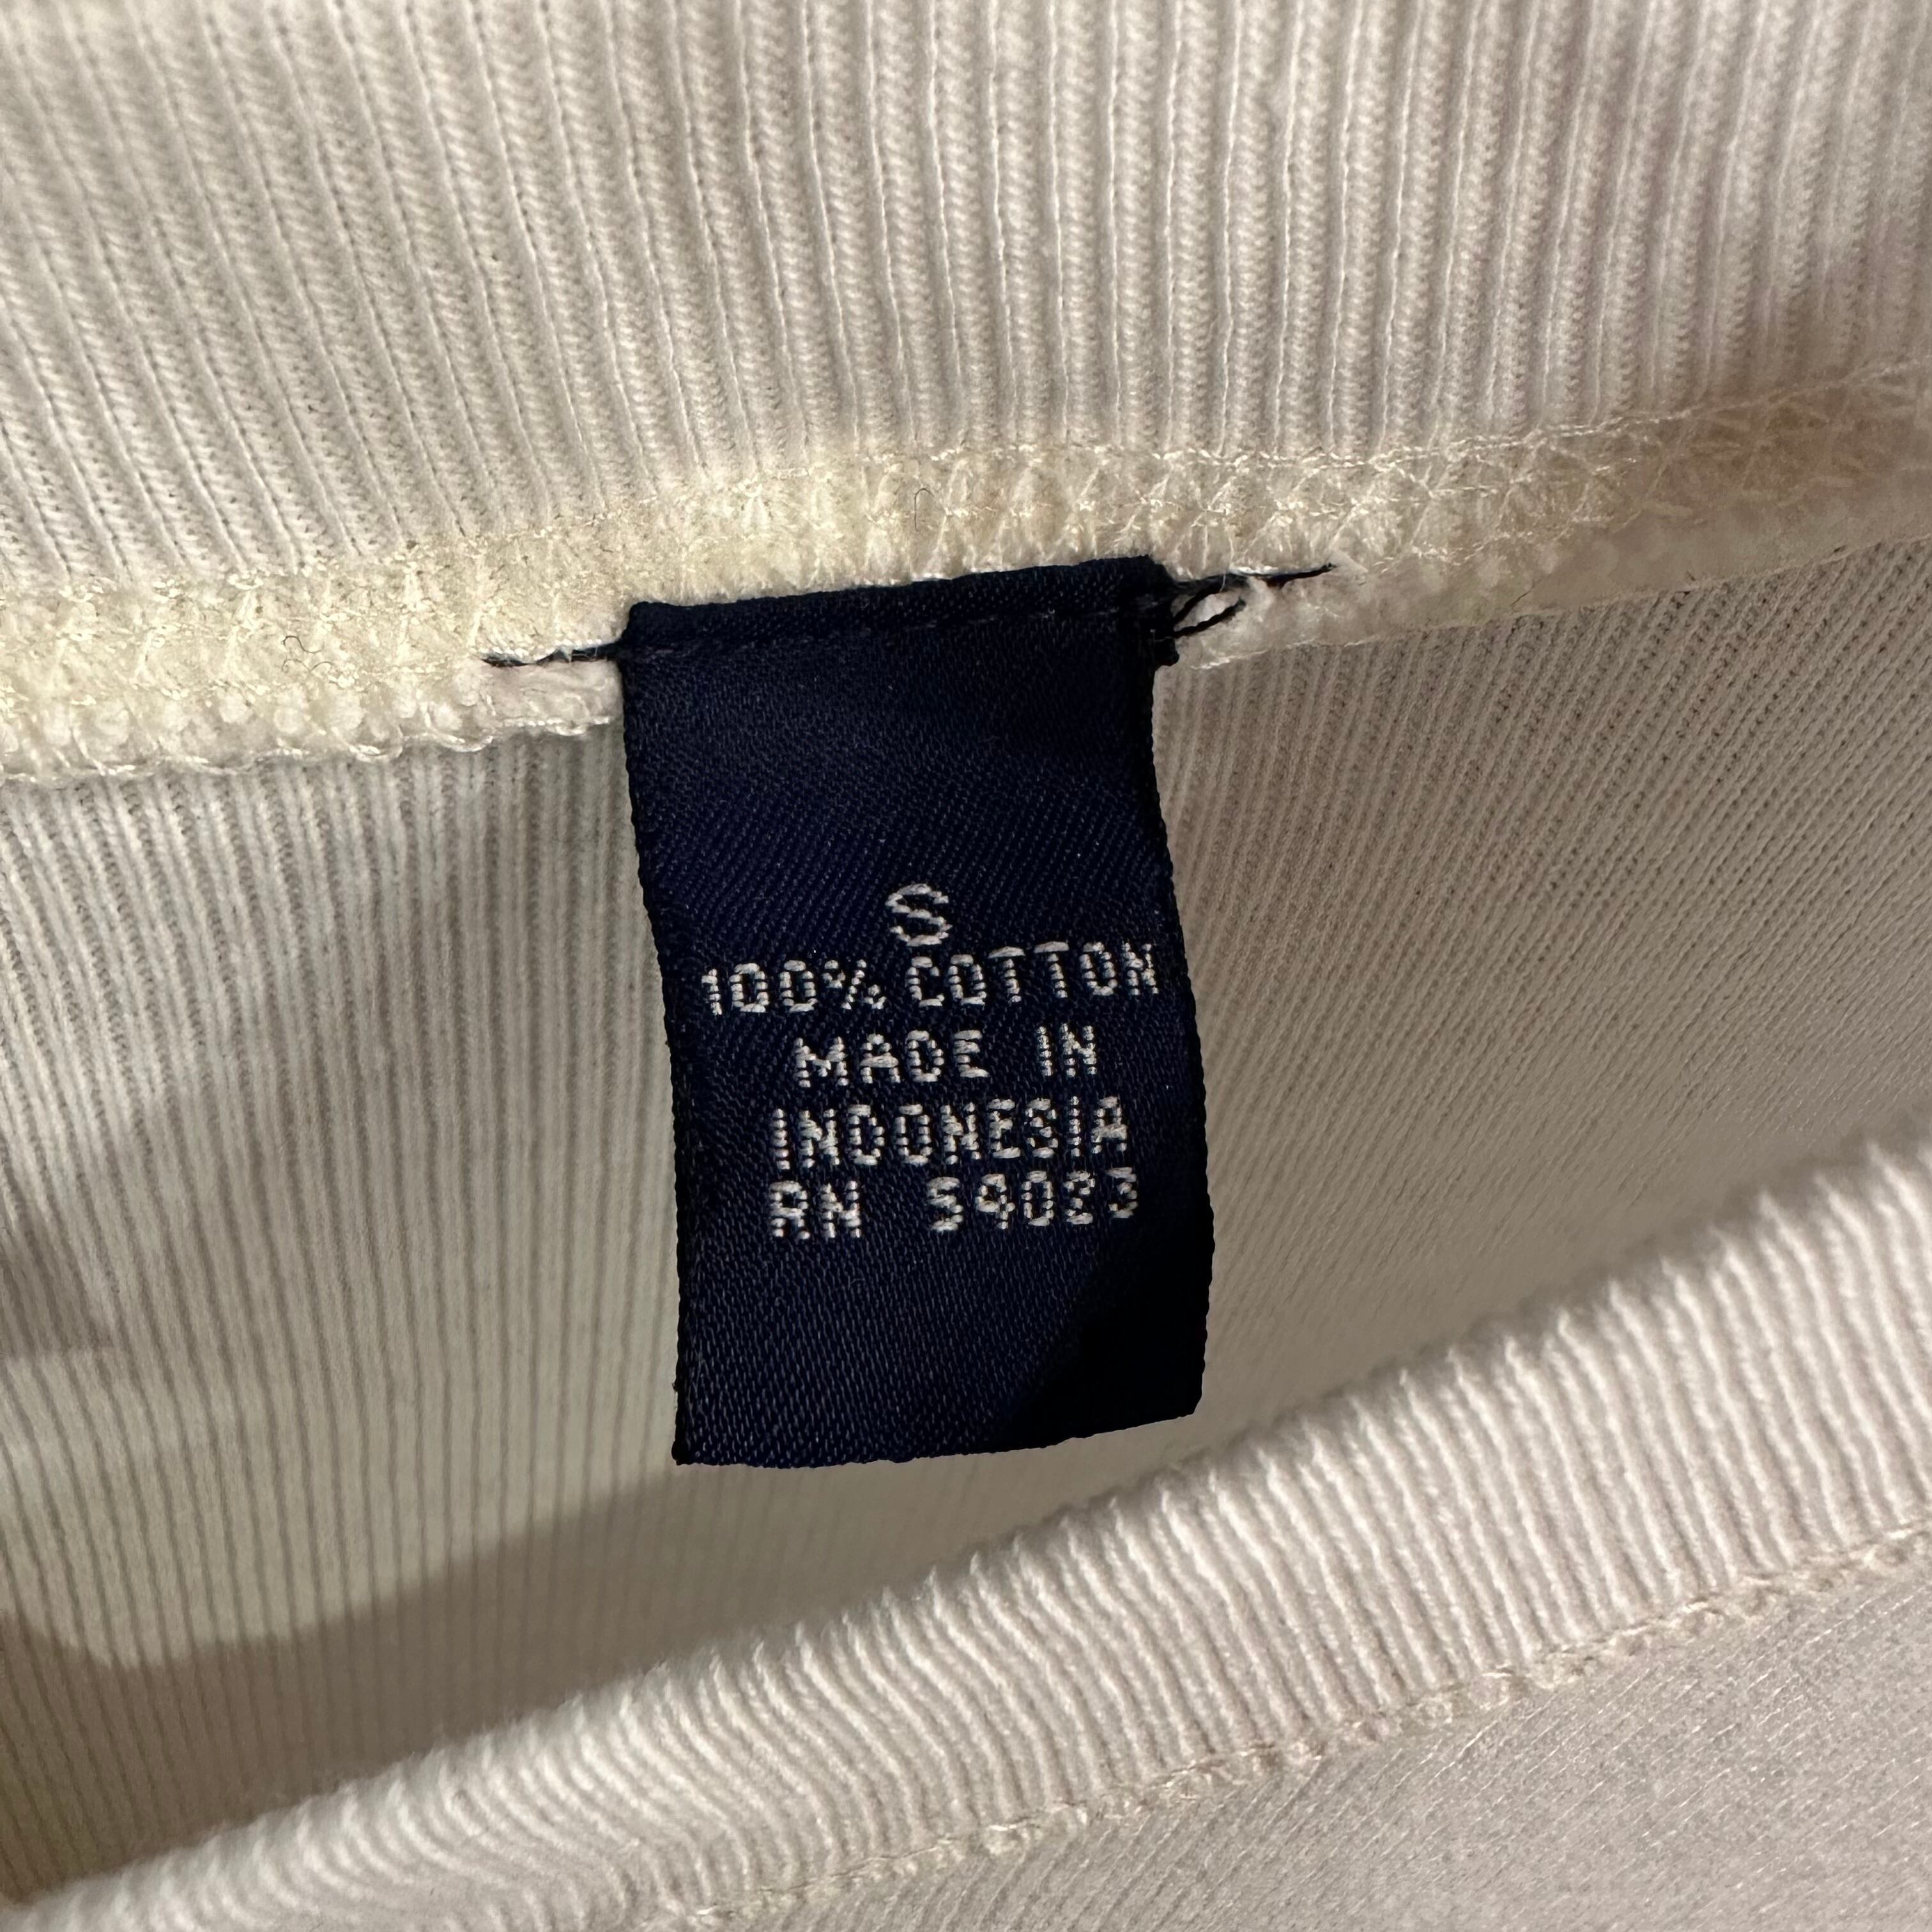 S
100% COTTON
MADE IN
INDONESIA
RN 54023